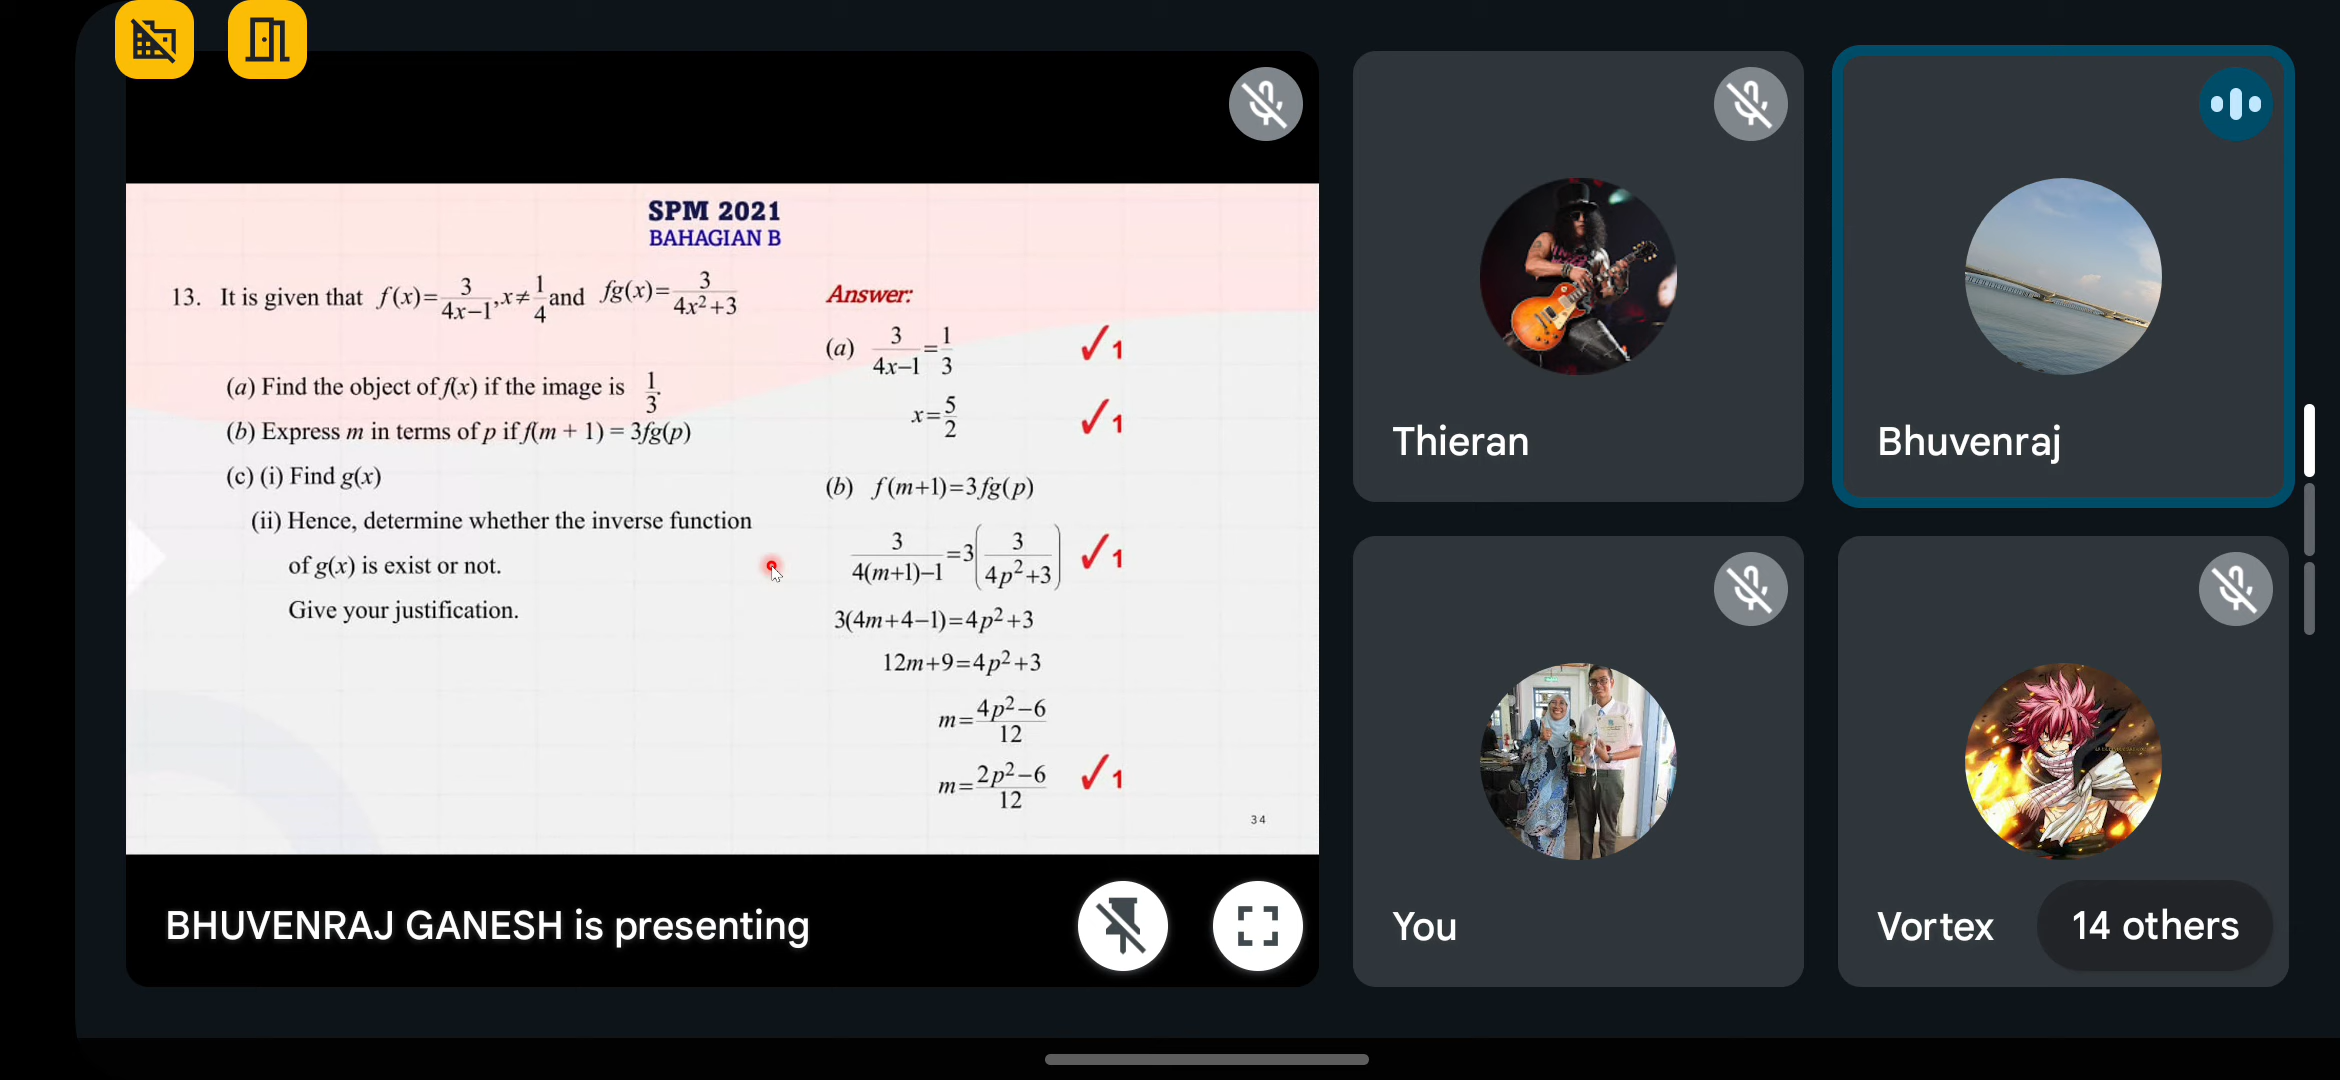 SPM 2021
BAHAGIAN B
13. It is given that f(x)=3/(4x−1), x≠1/4 and fg(x)=3/(4x²+3)
(a) Find the object of f(x) if the image is 1/3.
(b) Express m in terms of p if f(m + 1) = 3fg(p)
(c) (i) Find g(x)
(ii) Hence, determine whether the inverse function
of g(x) is exist or not.
Give your justification.
Answer:
(a) 3/(4x−1)=1/3 ✓1
x=5/2 ✓1
(b) f(m+1)=3fg(p)
3/(4(m+1)−1)=3(3/(4p²+3)) ✓1
3(4m+4−1)=4p²+3
12m+9=4p²+3
m=(4p²−6)/12
m=(2p²−6)/12 ✓1
34
BHUVENRAJ GANESH is presenting
Thieran
Bhuvenraj
You
Vortex
14 others